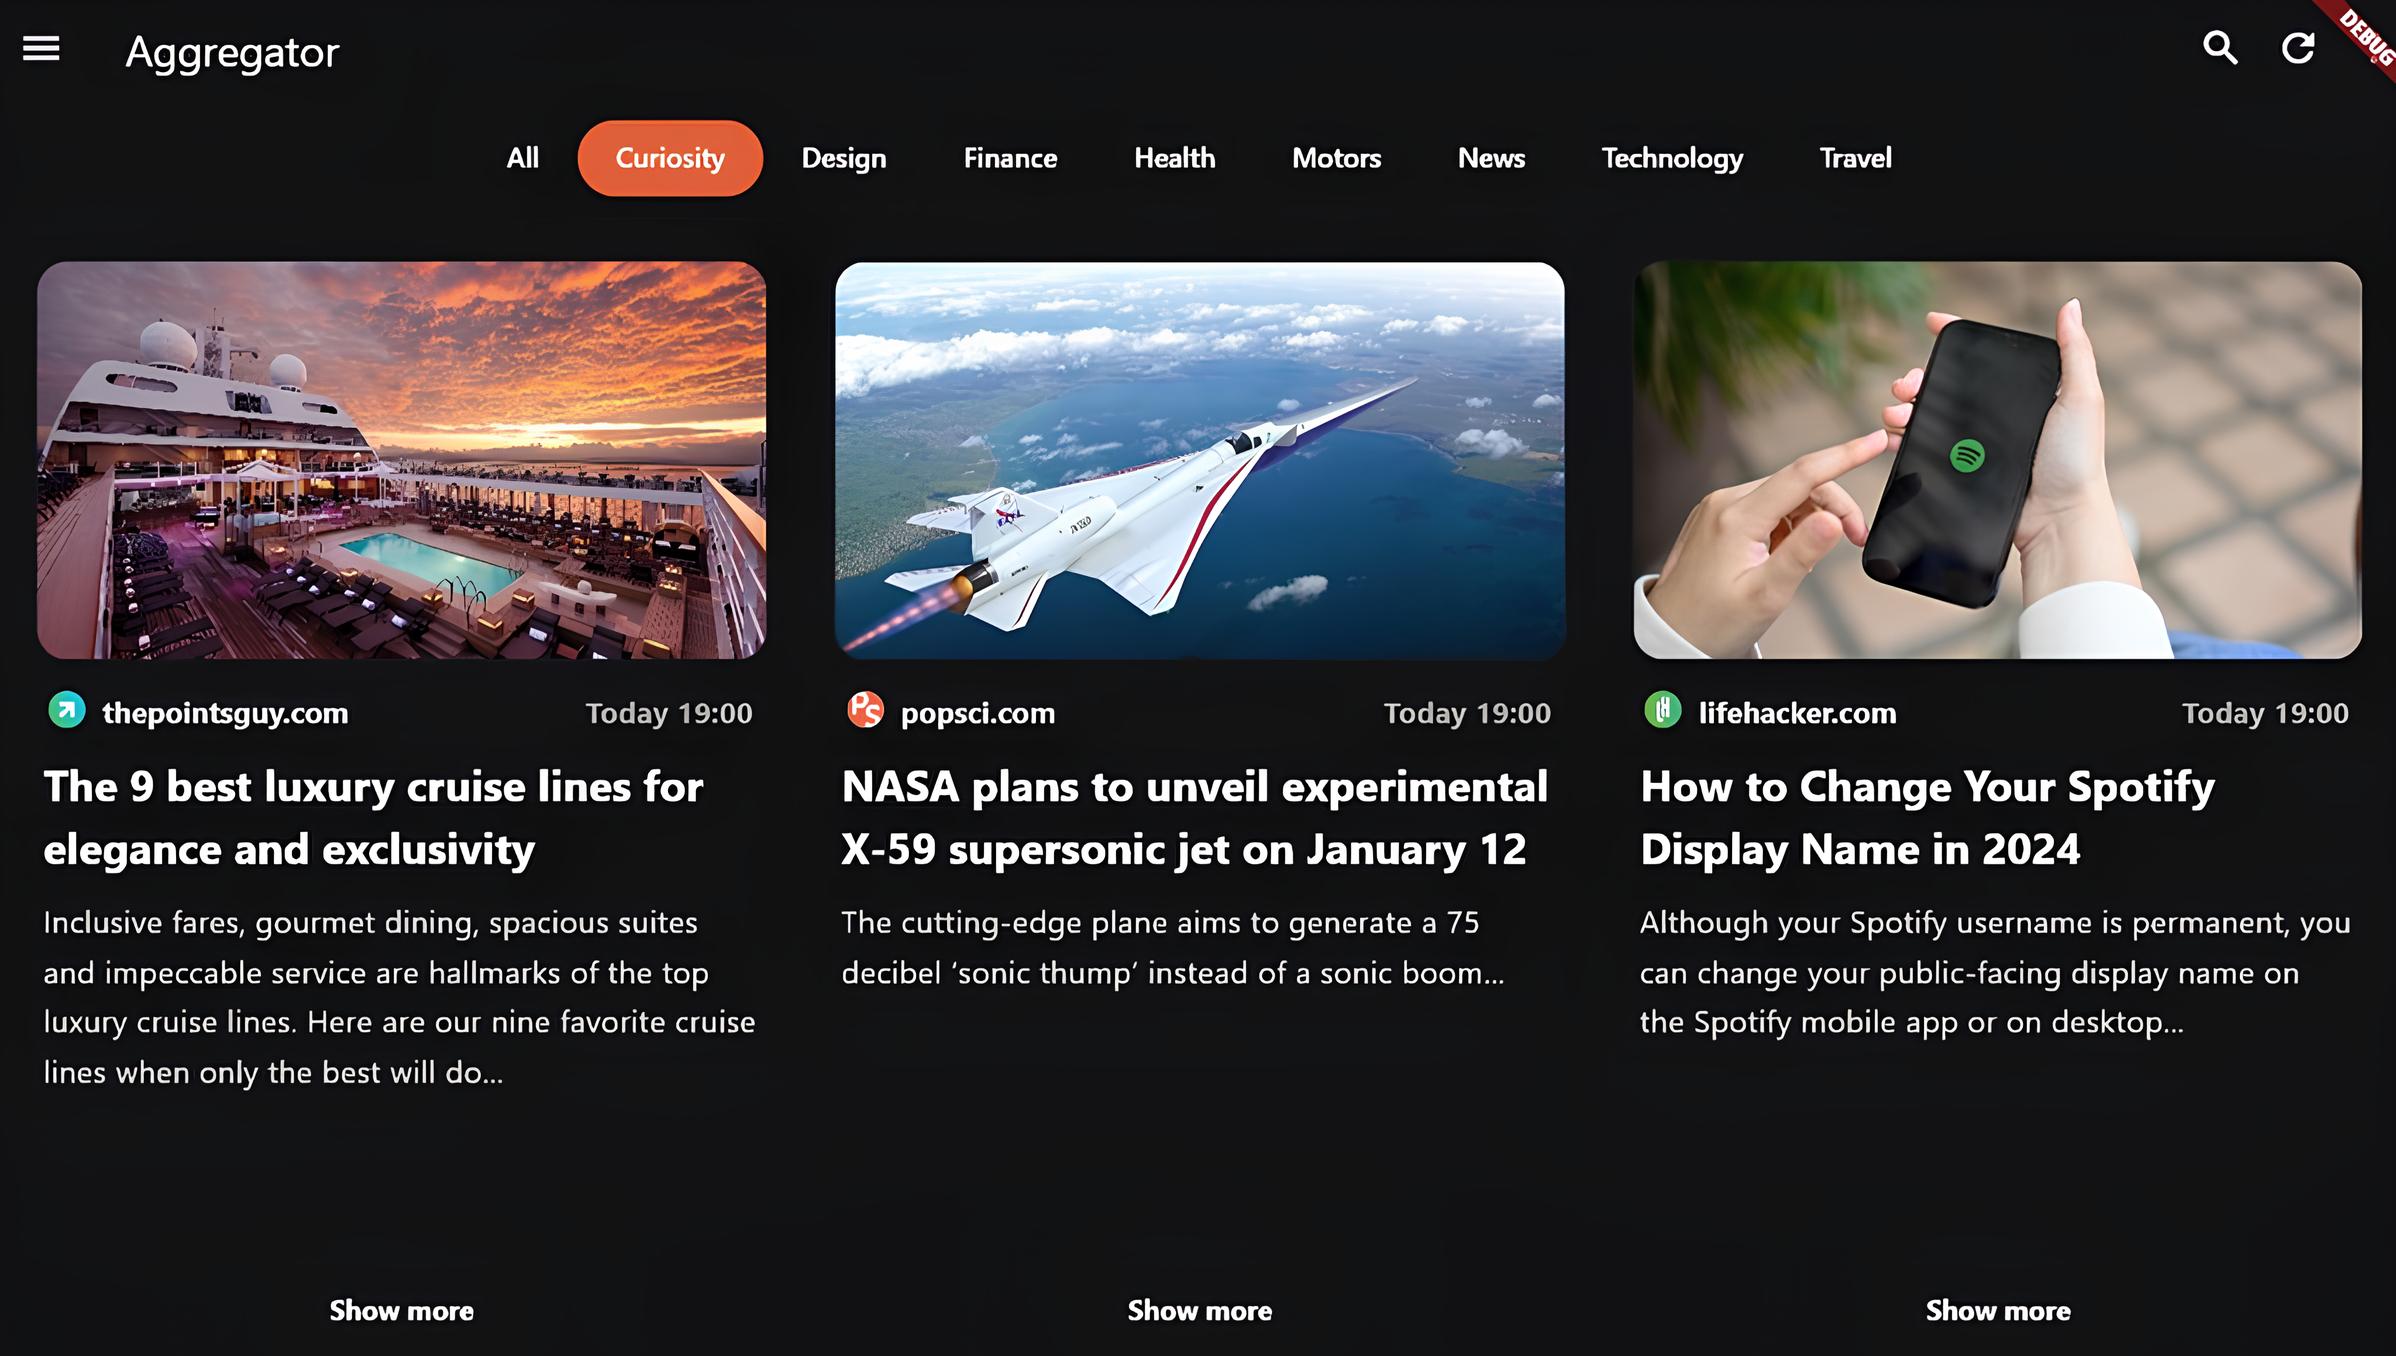 Aggregator
DEBUG
All
Curiosity
Design
Finance
Health
Motors
News
Technology
Travel
thepointsguy.com
Today 19:00
The 9 best luxury cruise lines for
elegance and exclusivity
Inclusive fares, gourmet dining, spacious suites
and impeccable service are hallmarks of the top
luxury cruise lines. Here are our nine favorite cruise
lines when only the best will do...
Show more
PS
popsci.com
Today 19:00
NASA plans to unveil experimental
X-59 supersonic jet on January 12
The cutting-edge plane aims to generate a 75
decibel ‘sonic thump‘ instead of a sonic boom...
Show more
lh
lifehacker.com
Today 19:00
How to Change Your Spotify
Display Name in 2024
Although your Spotify username is permanent, you
can change your public-facing display name on
the Spotify mobile app or on desktop...
Show more